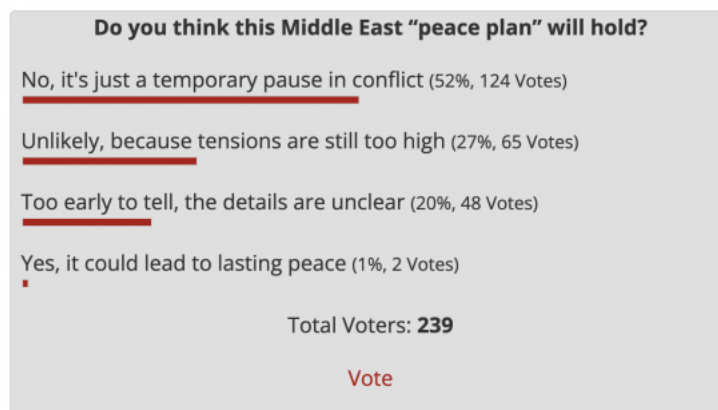 Do you think this Middle East “peace plan” will hold?
No, it's just a temporary pause in conflict (52%, 124 Votes)
Unlikely, because tensions are still too high (27%, 65 Votes)
Too early to tell, the details are unclear (20%, 48 Votes)
Yes, it could lead to lasting peace (1%, 2 Votes)
Total Voters: 239
Vote